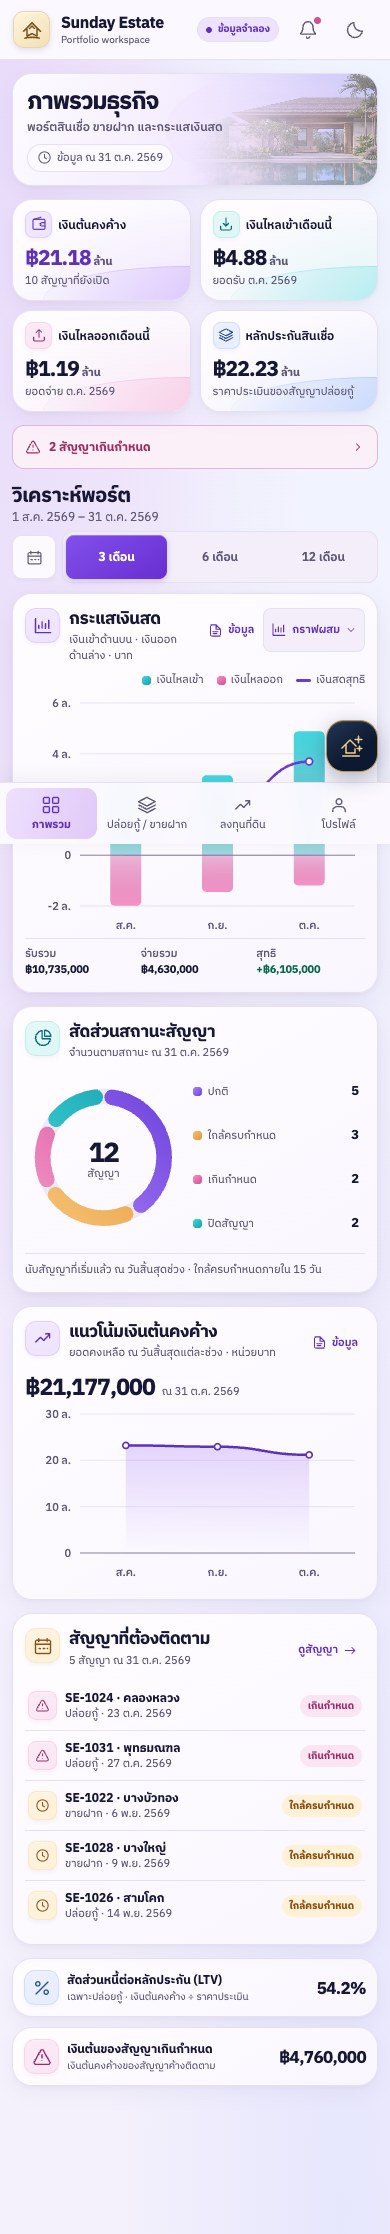 Sunday Estate
Portfolio workspace
ข้อมูลจำลอง
ภาพรวมธุรกิจ
พอร์ตสินเชื่อ ขายฝาก และกระแสเงินสด
ข้อมูล ณ 31 ต.ค. 2569
เงินต้นคงค้าง
฿21.18 ล้าน
10 สัญญาที่ยังเปิด
เงินไหลเข้าเดือนนี้
฿4.88 ล้าน
ยอดรับ ต.ค. 2569
เงินไหลออกเดือนนี้
฿1.19 ล้าน
ยอดจ่าย ต.ค. 2569
หลักประกันสินเชื่อ
฿22.23 ล้าน
ราคาประเมินของสัญญาปล่อยกู้
2 สัญญาเกินกำหนด
วิเคราะห์พอร์ต
1 ส.ค. 2569 – 31 ต.ค. 2569
3 เดือน
6 เดือน
12 เดือน
กระแสเงินสด
เงินเข้าด้านบน · เงินออก
ด้านล่าง · บาท
ข้อมูล
กราฟผสม
เงินไหลเข้า
เงินไหลออก
เงินสดสุทธิ
6 ล.
4 ล.
ภาพรวม
ปล่อยกู้ / ขายฝาก
ลงทุนที่ดิน
โปรไฟล์
0
-2 ล.
ส.ค.
ก.ย.
ต.ค.
รับรวม
฿10,735,000
จ่ายรวม
฿4,630,000
สุทธิ
+฿6,105,000
สัดส่วนสถานะสัญญา
จำนวนตามสถานะ ณ 31 ต.ค. 2569
12
สัญญา
ปกติ 5
ใกล้ครบกำหนด 3
เกินกำหนด 2
ปิดสัญญา 2
นับสัญญาที่เริ่มแล้ว ณ วันสิ้นสุดช่วง · ใกล้ครบกำหนดภายใน 15 วัน
แนวโน้มเงินต้นคงค้าง
ยอดคงเหลือ ณ วันสิ้นสุดแต่ละช่วง · หน่วยบาท
ข้อมูล
฿21,177,000 ณ 31 ต.ค. 2569
30 ล.
20 ล.
10 ล.
0
ส.ค.
ก.ย.
ต.ค.
สัญญาที่ต้องติดตาม
5 สัญญา ณ 31 ต.ค. 2569
ดูสัญญา
SE-1024 · คลองหลวง
ปล่อยกู้ · 23 ต.ค. 2569
เกินกำหนด
SE-1031 · พุทธมณฑล
ปล่อยกู้ · 27 ต.ค. 2569
เกินกำหนด
SE-1022 · บางบัวทอง
ขายฝาก · 6 พ.ย. 2569
ใกล้ครบกำหนด
SE-1028 · บางใหญ่
ขายฝาก · 9 พ.ย. 2569
ใกล้ครบกำหนด
SE-1026 · สามโคก
ปล่อยกู้ · 14 พ.ย. 2569
ใกล้ครบกำหนด
สัดส่วนหนี้ต่อหลักประกัน (LTV)
เฉพาะปล่อยกู้ · เงินต้นคงค้าง ÷ ราคาประเมิน
54.2%
เงินต้นของสัญญาเกินกำหนด
เงินต้นคงค้างของสัญญาค้างติดตาม
฿4,760,000